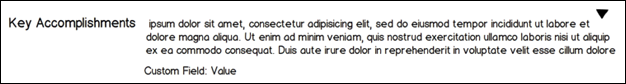 Key Accomplishments
ipsum dolor sit amet, consectetur adipisicing elit, sed do eiusmod tempor incididunt ut labore et
dolore magna aliqua. Ut enim ad minim veniam, quis nostrud exercitation ullamco laboris nisi ut aliquip
ex ea commodo consequat. Duis aute irure dolor in reprehenderit in voluptate velit esse cillum dolore
Custom Field: Value